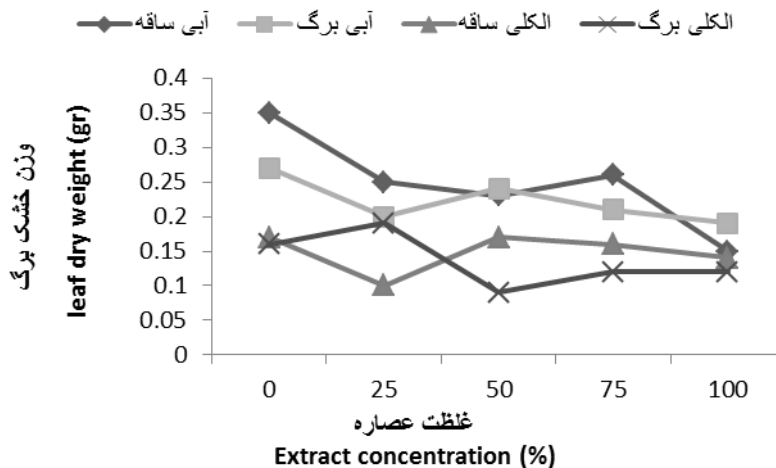 آبی ساقه آبی برگ الکلی ساقه الکلی برگ
0.4
0.35
0.3
0.25
0.2
0.15
0.1
0.05
0
وزن خشک برگ
leaf dry weight (gr)
0 25 50 75 100
غلظت عصاره
Extract concentration (%)